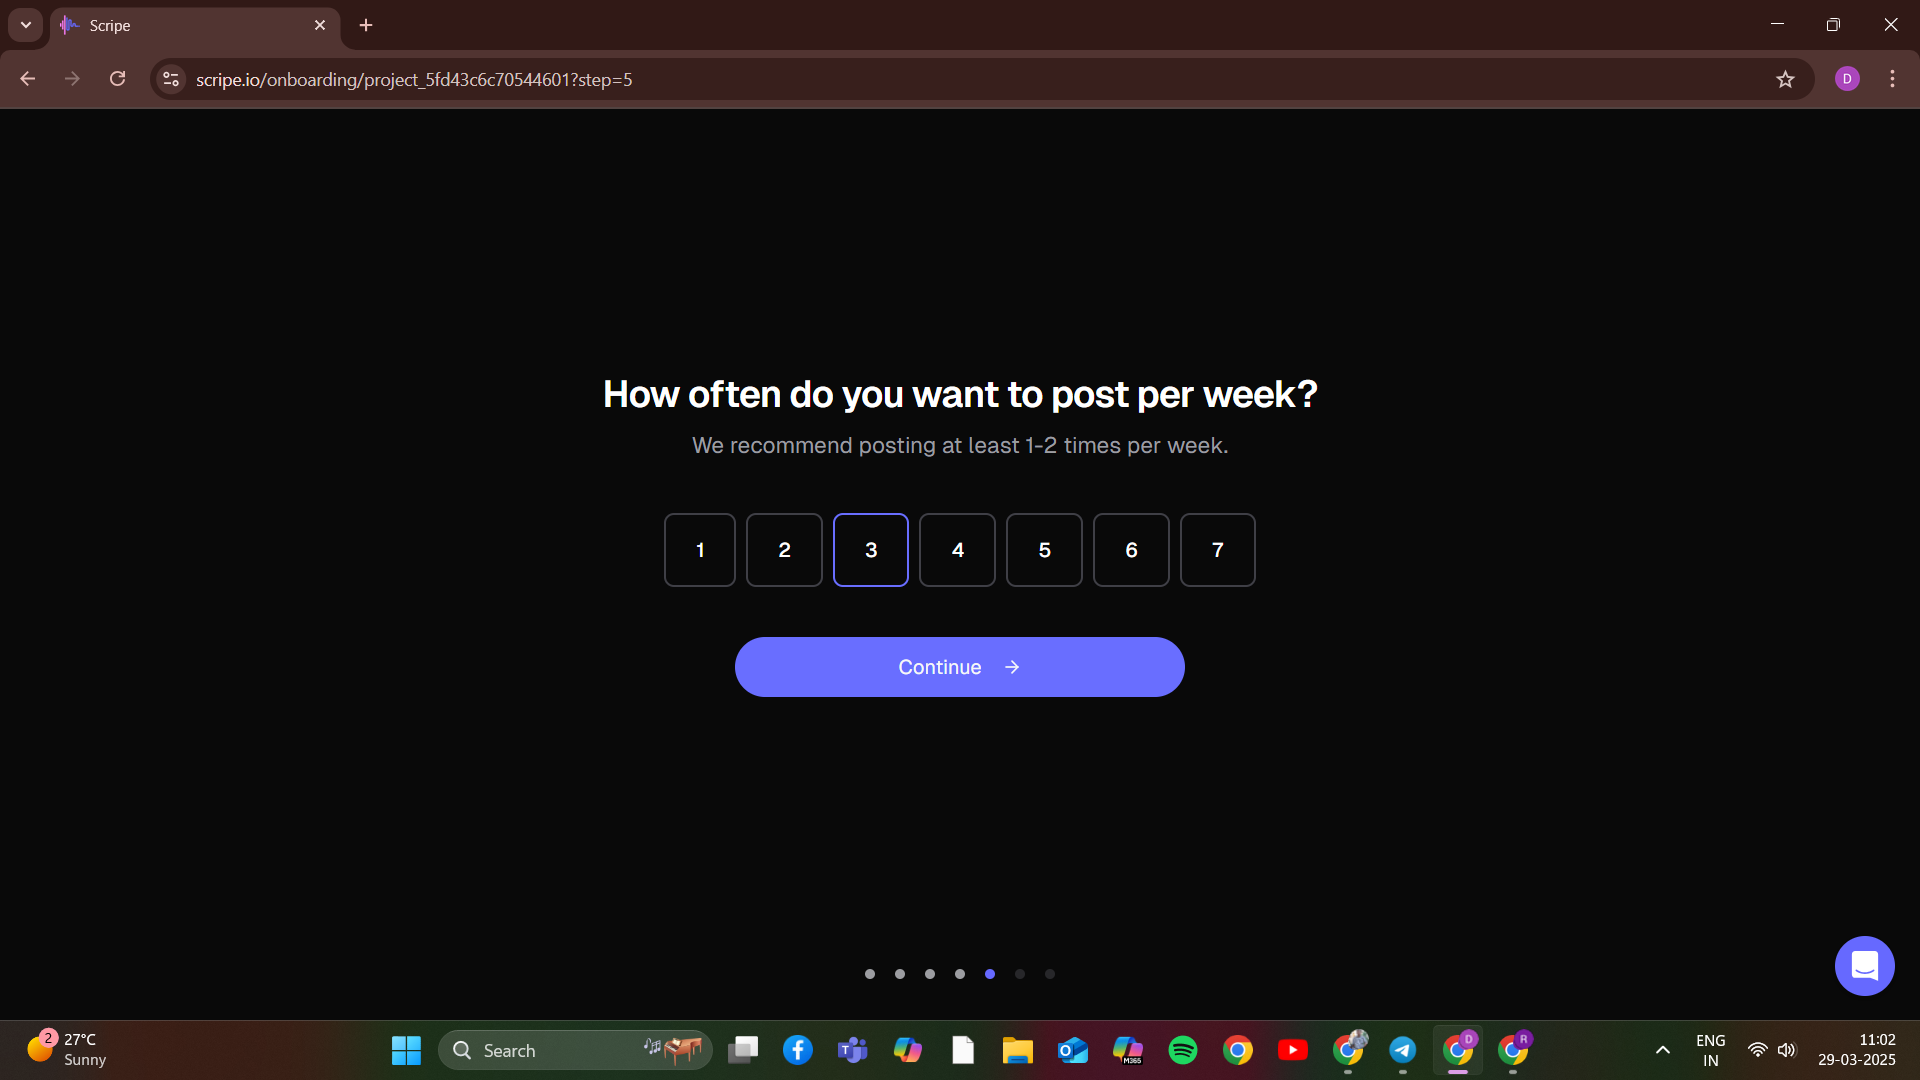 Scripe
scripe.io/onboarding/project_5fd43c6c70544601?step=5
D
How often do you want to post per week?
We recommend posting at least 1-2 times per week.
1 2 3 4 5 6 7
Continue →
2
27°C
Sunny
Search
T
O
M365
D
R
ENG
IN
11:02
29-03-2025